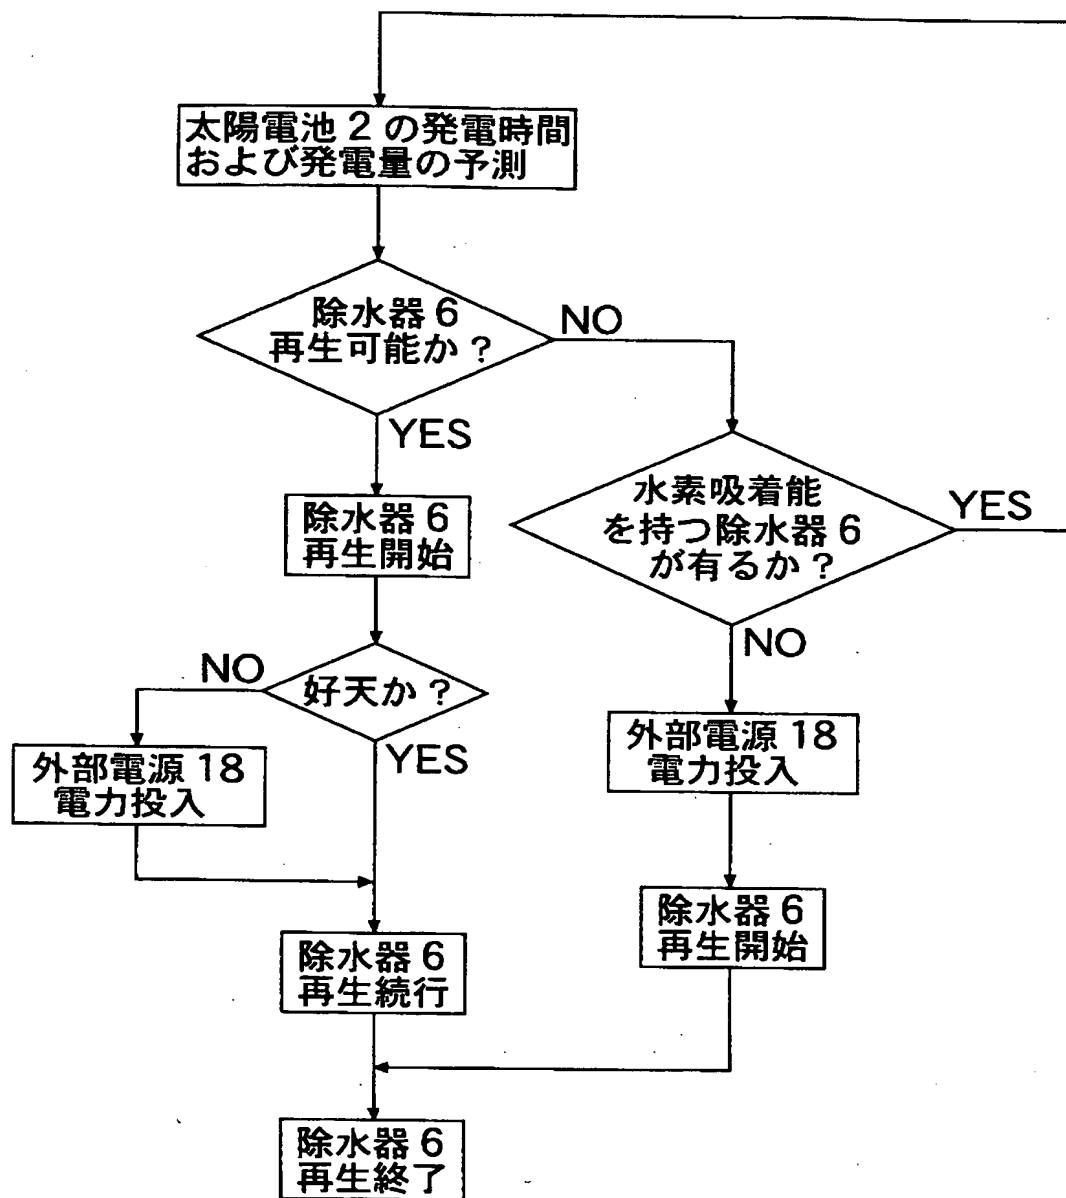 太陽電池2の発電時間
および発電量の予測
除水器6
再生可能か?
NO
YES
水素吸着能
を持つ除水器6
が有るか?
YES
除水器6
再生開始
NO
好天か?
NO
YES
外部電源18
電力投入
外部電源18
電力投入
除水器6
再生開始
除水器6
再生続行
除水器6
再生終了